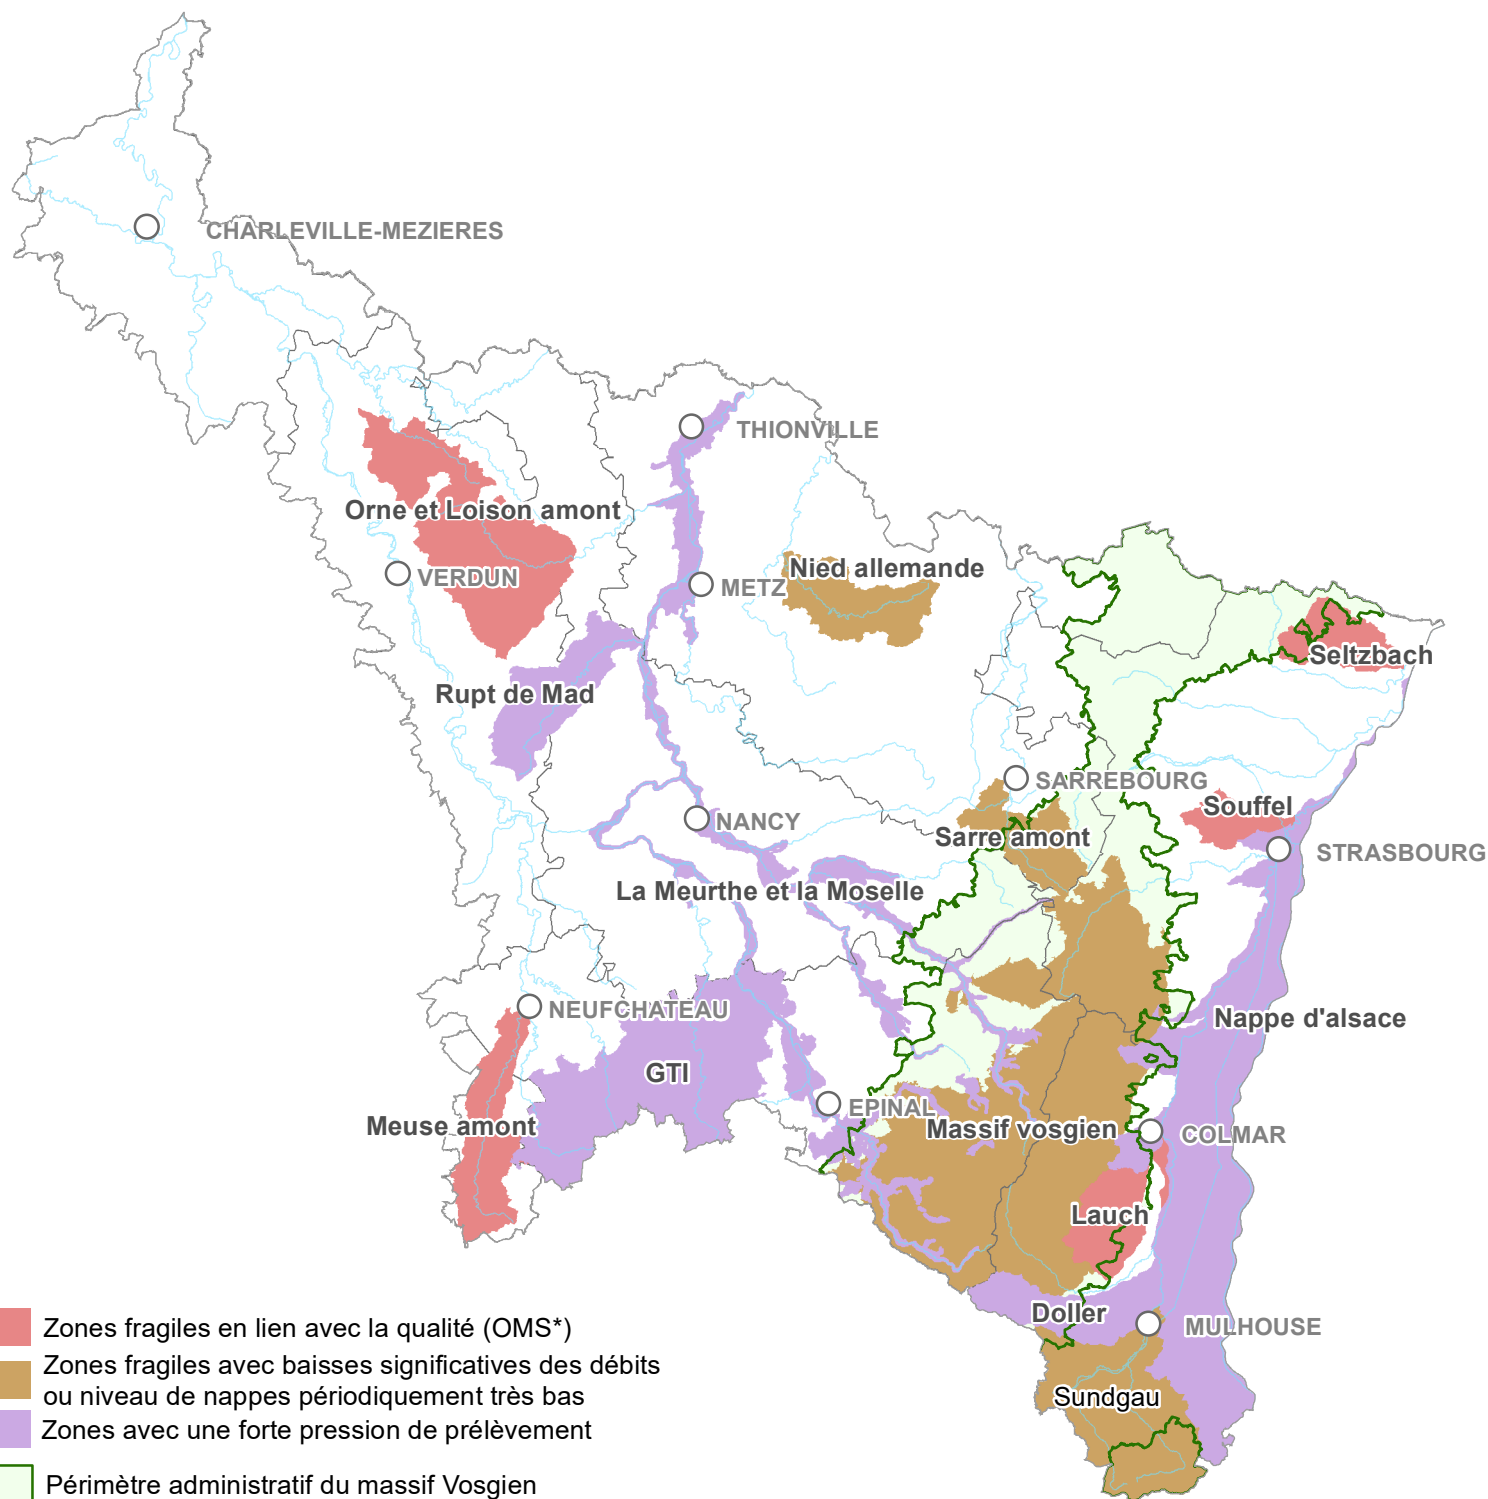 CHARLEVILLE-MEZIERES
THIONVILLE
Orne et Loison amont
VERDUN
METZ
Nied allemande
Seltzbach
Rupt de Mad
SARREBOURG
Souffel
NANCY
Sarre amont
STRASBOURG
La Meurthe et la Moselle
NEUFCHATEAU
Nappe d'alsace
GTI
EPINAL
Meuse amont
Massif vosgien
COLMAR
Lauch
Doller
MULHOUSE
Sundgau
Zones fragiles en lien avec la qualité (OMS*)
Zones fragiles avec baisses significatives des débits
ou niveau de nappes périodiquement très bas
Zones avec une forte pression de prélèvement
Périmètre administratif du massif Vosgien